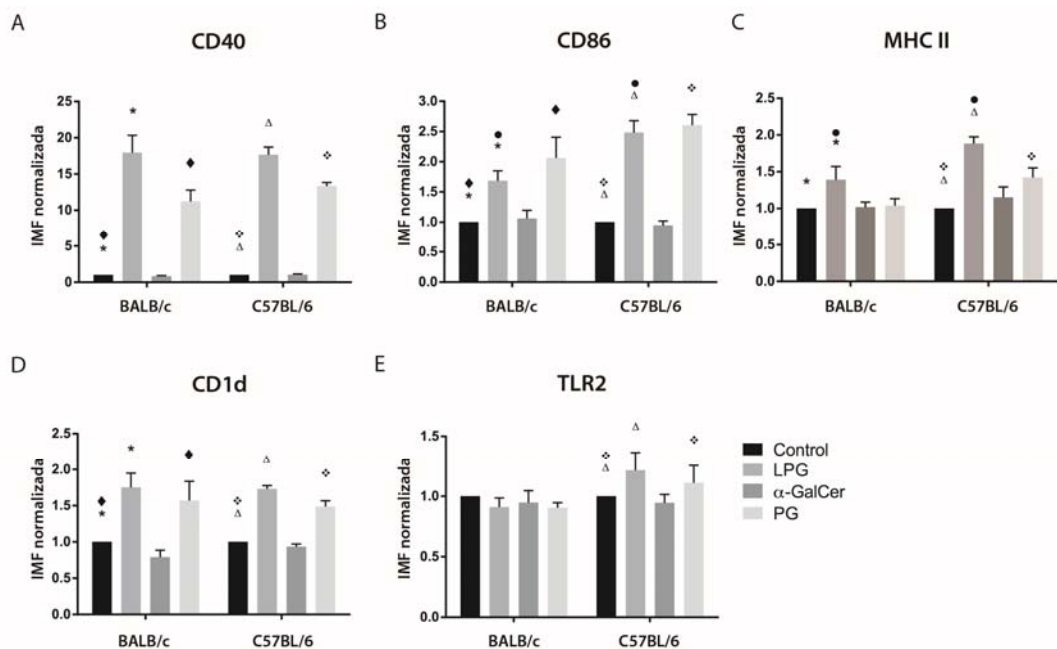 A
CD40
IMF normalizada
25
20
15
10
5
0
BALB/c
C57BL/6
B
CD86
IMF normalizada
3.0
2.5
2.0
1.5
1.0
0.5
0.0
BALB/c
C57BL/6
C
MHC II
IMF normalizada
2.5
2.0
1.5
1.0
0.5
0.0
BALB/c
C57BL/6
D
CD1d
IMF normalizada
2.5
2.0
1.5
1.0
0.5
0.0
BALB/c
C57BL/6
E
TLR2
IMF normalizada
1.5
1.0
0.5
0.0
BALB/c
C57BL/6
Control
LPG
α-GalCer
PG